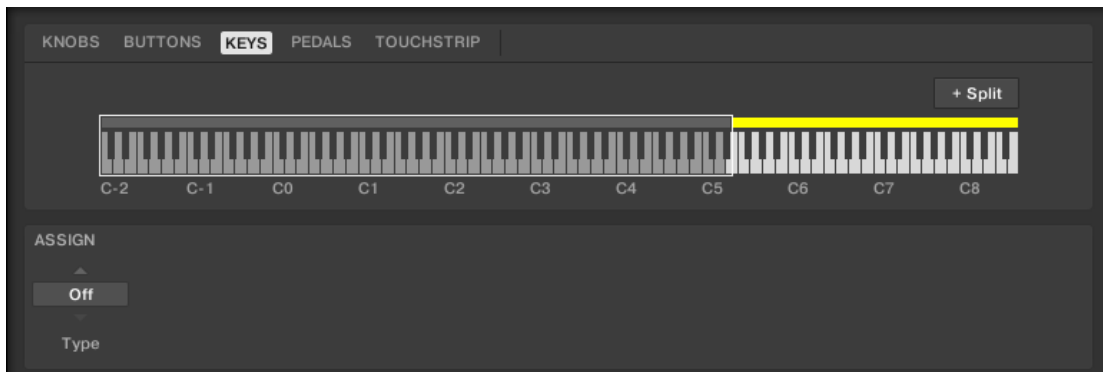 KNOBS BUTTONS KEYS PEDALS TOUCHSTRIP
+ Split
C-2 C-1 C0 C1 C2 C3 C4 C5 C6 C7 C8
ASSIGN
Off
Type